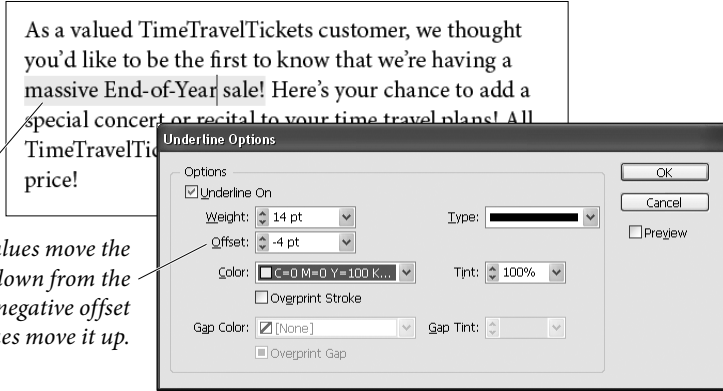 As a valued TimeTravelTickets customer, we thought
you’d like to be the first to know that we’re having a
massive End-of-Year sale! Here’s your chance to add a
special concert or recital to your time travel plans! All
TimeTravelTic
price!
Underline Options
Options
Underline On
Weight: 14 pt
Type:
Offset: -4 pt
Color: C=0 M=0 Y=100 K...
Tint: 100%
Overprint Stroke
Gap Color: [None]
Gap Tint:
Overprint Gap
OK
Cancel
Preview
alues move the
down from the
negative offset
es move it up.